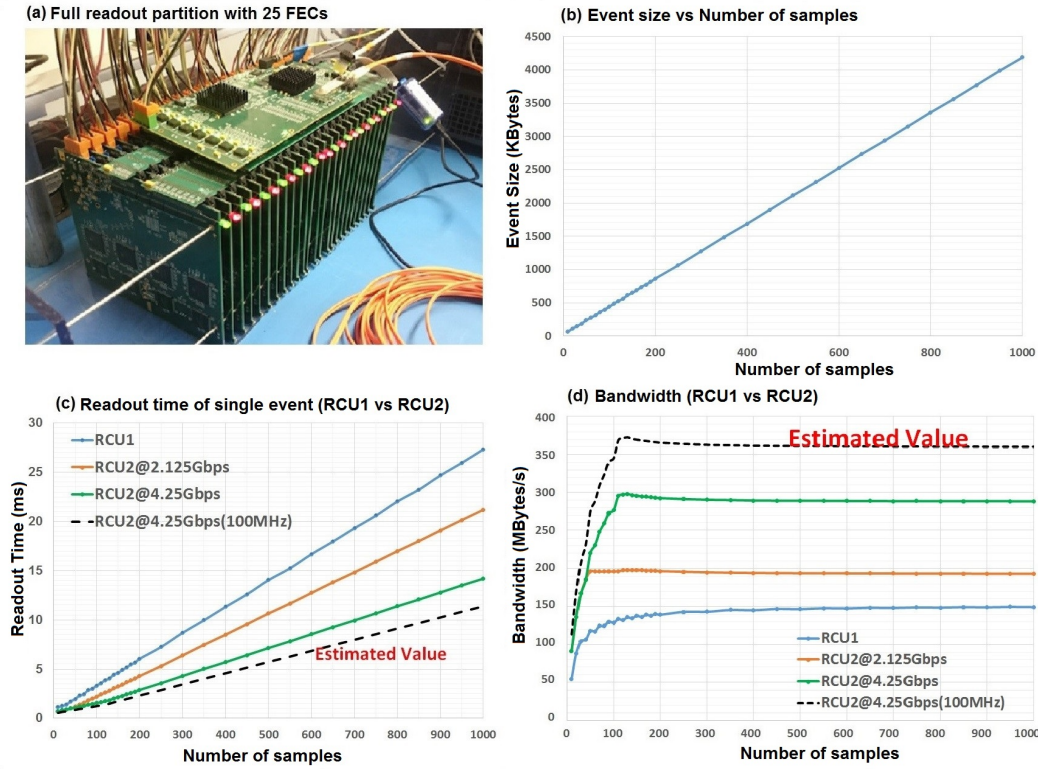 (a) Full readout partition with 25 FECs
(b) Event size vs Number of samples
4500
4000
3500
3000
2500
2000
1500
1000
500
0
Event Size (KBytes)
0 200 400 600 800 1000
Number of samples
(c) Readout time of single event (RCU1 vs RCU2)
30
25
20
15
10
5
0
Readout Time (ms)
RCU1
RCU2@2.125Gbps
RCU2@4.25Gbps
RCU2@4.25Gbps(100MHz)
Estimated Value
0 100 200 300 400 500 600 700 800 900 1000
Number of samples
(d) Bandwidth (RCU1 vs RCU2)
400
350
300
250
200
150
100
50
0
Bandwidth (MBytes/s)
Estimated Value
RCU1
RCU2@2.125Gbps
RCU2@4.25Gbps
RCU2@4.25Gbps(100MHz)
0 100 200 300 400 500 600 700 800 900 1000
Number of samples